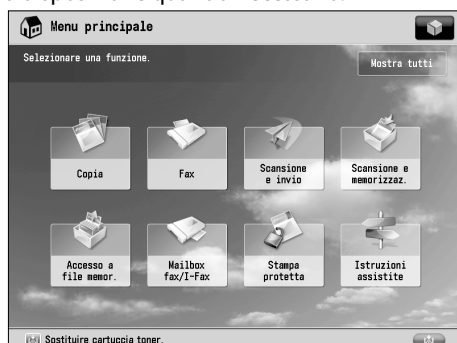 Menu principale
Selezionare una funzione.
Mostra tutti
Copia
Fax
Scansione
e invio
Scansione e
memorizzaz.
Accesso a
file memor.
Mailbox
fax/I-Fax
Stampa
protetta
Istruzioni
assistite
Sostituire cartuccia toner.